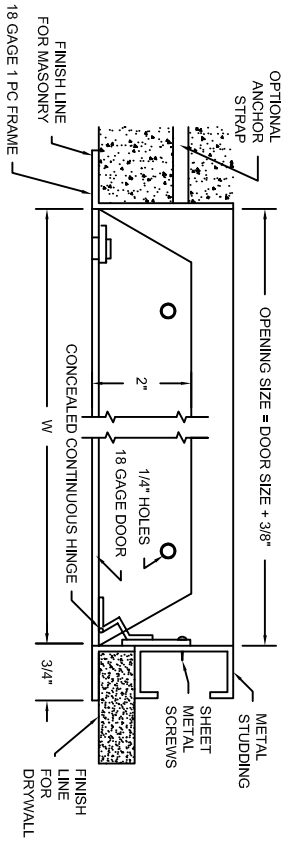 OPTIONAL
ANCHOR
STRAP
FINISH LINE
FOR MASONRY
18 GAGE 1 PC FRAME
OPENING SIZE = DOOR SIZE + 3/8"
2"
W
CONCEALED CONTINUOUS HINGE
18 GAGE DOOR
1/4" HOLES
3/4"
METAL
STUDDING
SHEET
METAL
SCREWS
FINISH
LINE
FOR
DRYWALL